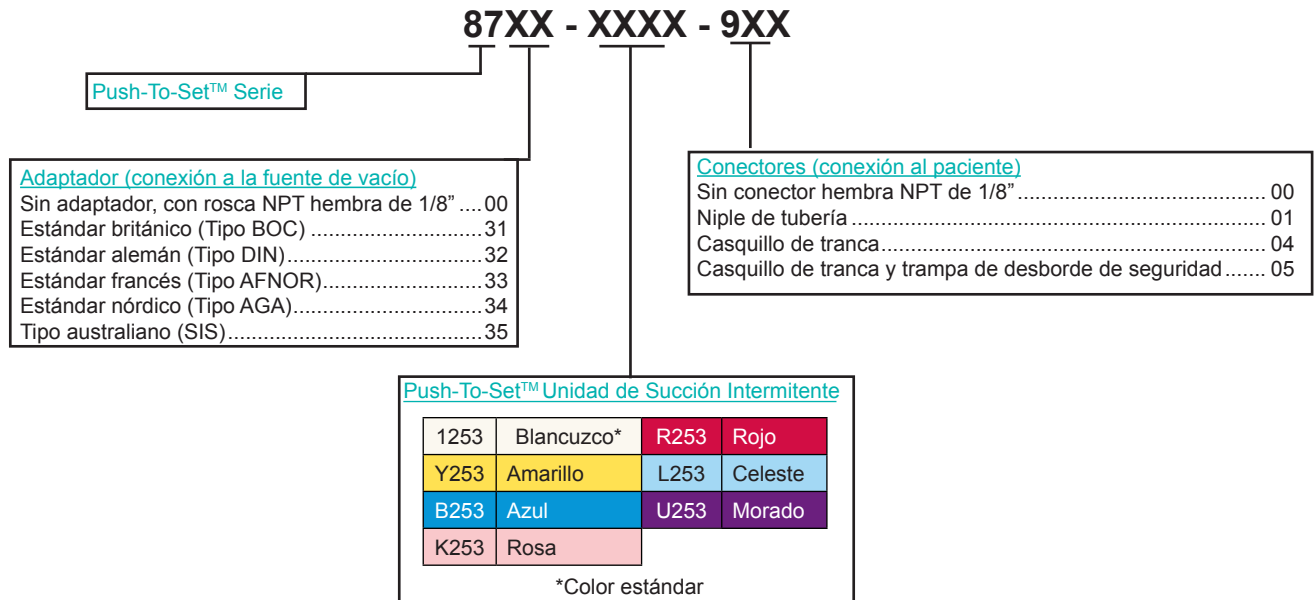 87XX - XXXX - 9XX
Push-To-Set™ Serie
Adaptador (conexión a la fuente de vacío)
Sin adaptador, con rosca NPT hembra de 1/8” ....00
Estándar británico (Tipo BOC) ................................31
Estándar alemán (Tipo DIN)....................................32
Estándar francés (Tipo AFNOR)..............................33
Estándar nórdico (Tipo AGA)...................................34
Tipo australiano (SIS)..............................................35
Conectores (conexión al paciente)
Sin conector hembra NPT de 1/8” ............................................. 00
Niple de tubería ........................................................................... 01
Casquillo de tranca...................................................................... 04
Casquillo de tranca y trampa de desborde de seguridad....... 05
Push-To-Set™ Unidad de Succión Intermitente
1253 Blancuzco* R253 Rojo
Y253 Amarillo L253 Celeste
B253 Azul U253 Morado
K253 Rosa
*Color estándar